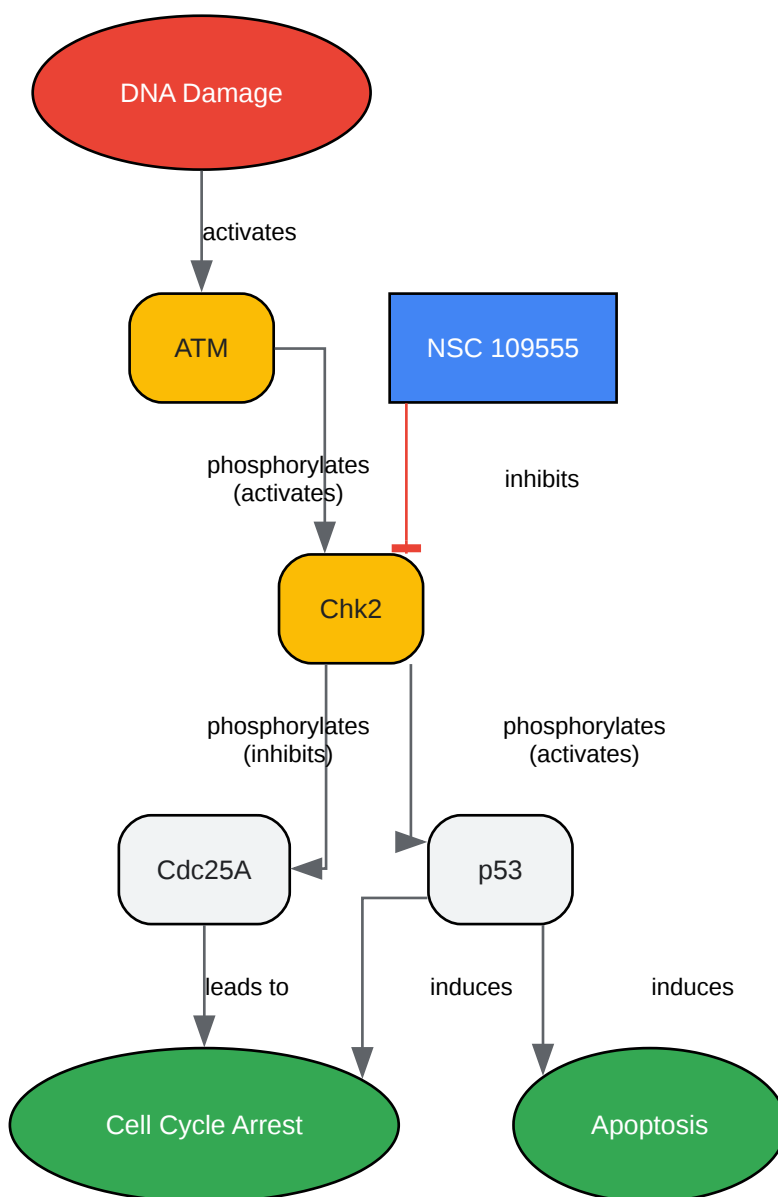 DNA Damage
activates
ATM
NSC 109555
phosphorylates
(activates)
inhibits
Chk2
phosphorylates
(inhibits)
phosphorylates
(activates)
Cdc25A
p53
leads to
induces
induces
Cell Cycle Arrest
Apoptosis